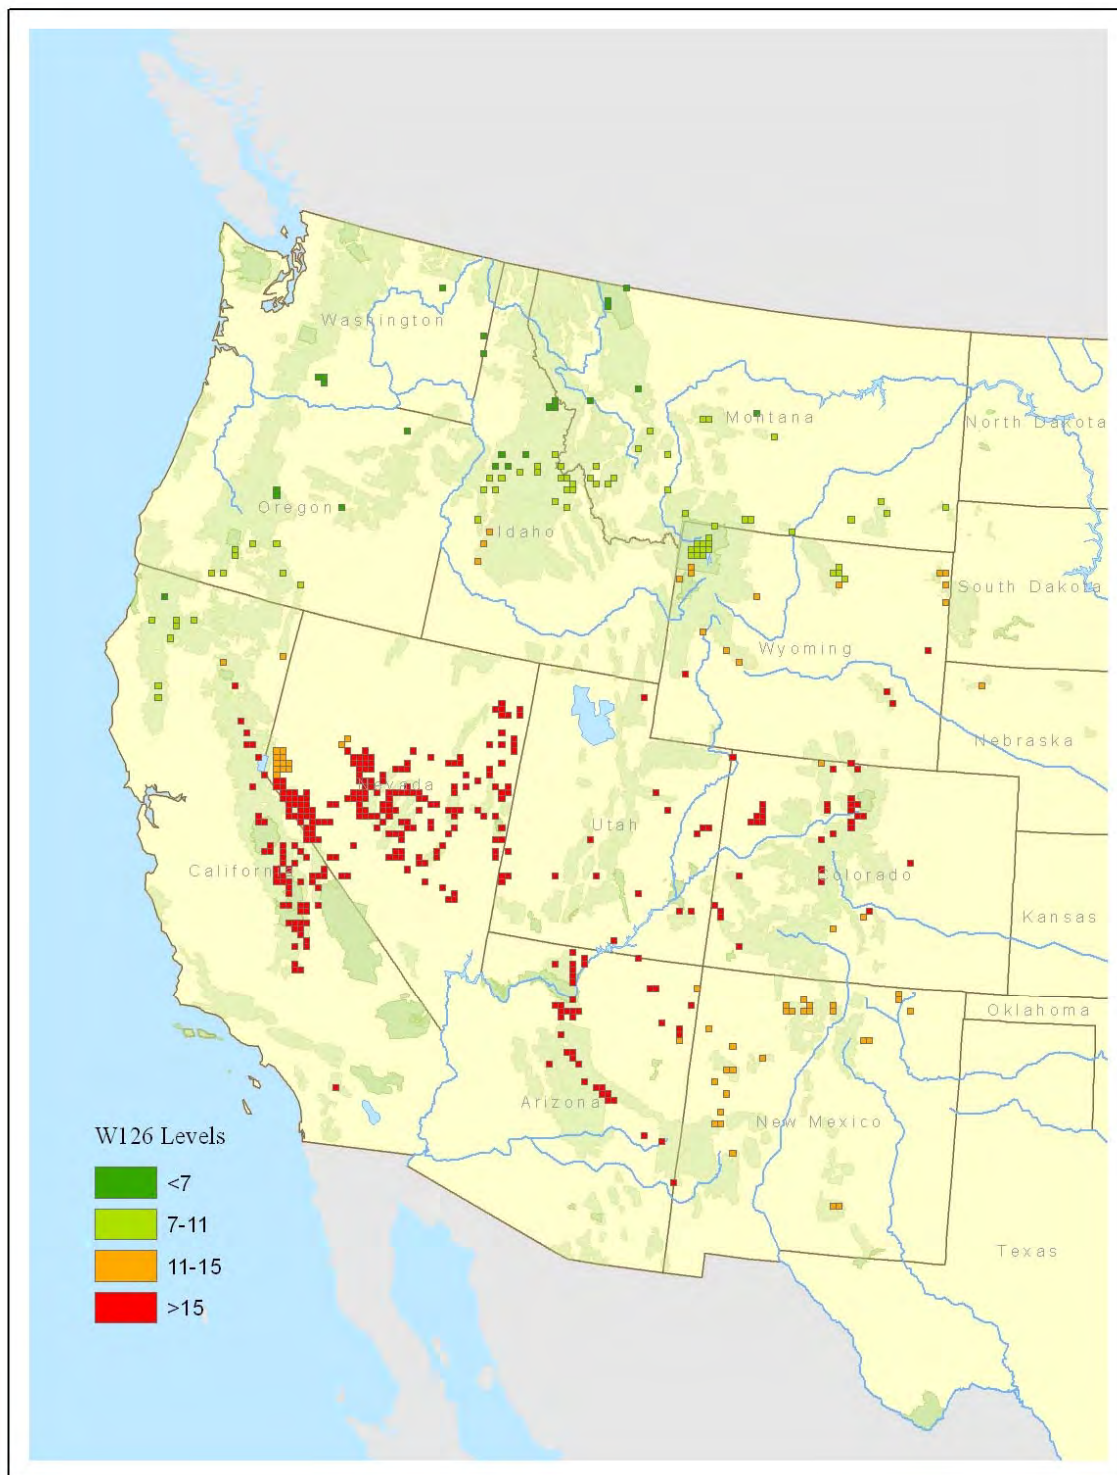 Washington
Montana
North Dakota
Oregon
Idaho
South Dakota
Wyoming
Nebraska
Nevada
Utah
California
Colorado
Kansas
Oklahoma
Arizona
New Mexico
Texas
W126 Levels
<7
7-11
11-15
>15